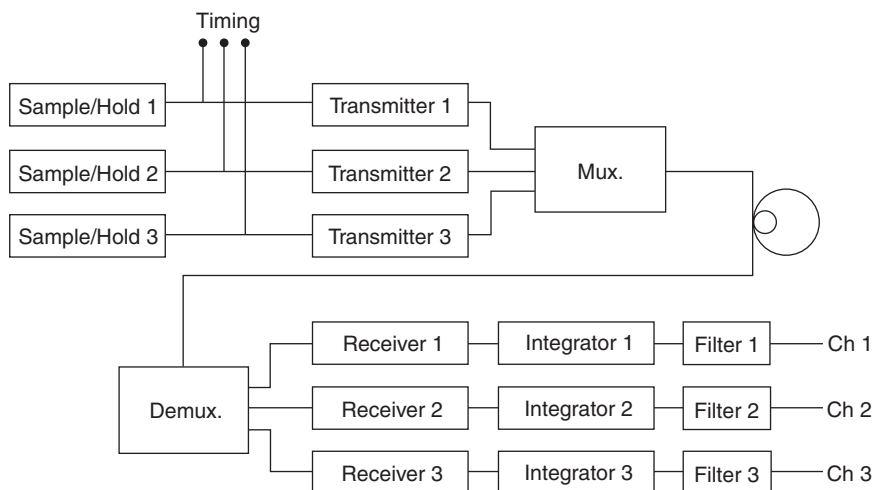 Timing
Sample/Hold 1
Transmitter 1
Sample/Hold 2
Transmitter 2
Mux.
Sample/Hold 3
Transmitter 3
Receiver 1
Integrator 1
Filter 1
Ch 1
Demux.
Receiver 2
Integrator 2
Filter 2
Ch 2
Receiver 3
Integrator 3
Filter 3
Ch 3